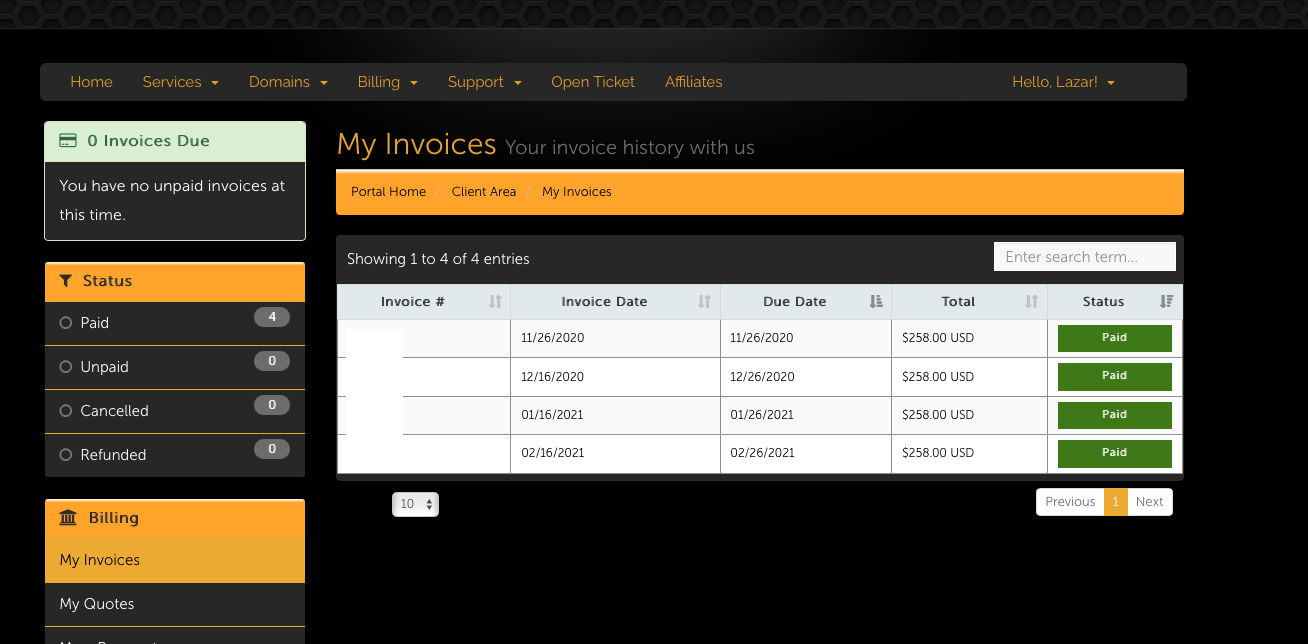 Home Services Domains Billing Support Open Ticket Affiliates Hello, Lazar!
0 Invoices Due
You have no unpaid invoices at
this time.
Status
Paid 4
Unpaid 0
Cancelled 0
Refunded 0
Billing
My Invoices
My Quotes
My Invoices Your invoice history with us
Portal Home / Client Area / My Invoices
Showing 1 to 4 of 4 entries Enter search term...
Invoice # Invoice Date Due Date Total Status
11/26/2020 11/26/2020 $258.00 USD Paid
12/16/2020 12/26/2020 $258.00 USD Paid
01/16/2021 01/26/2021 $258.00 USD Paid
02/16/2021 02/26/2021 $258.00 USD Paid
10 Previous 1 Next